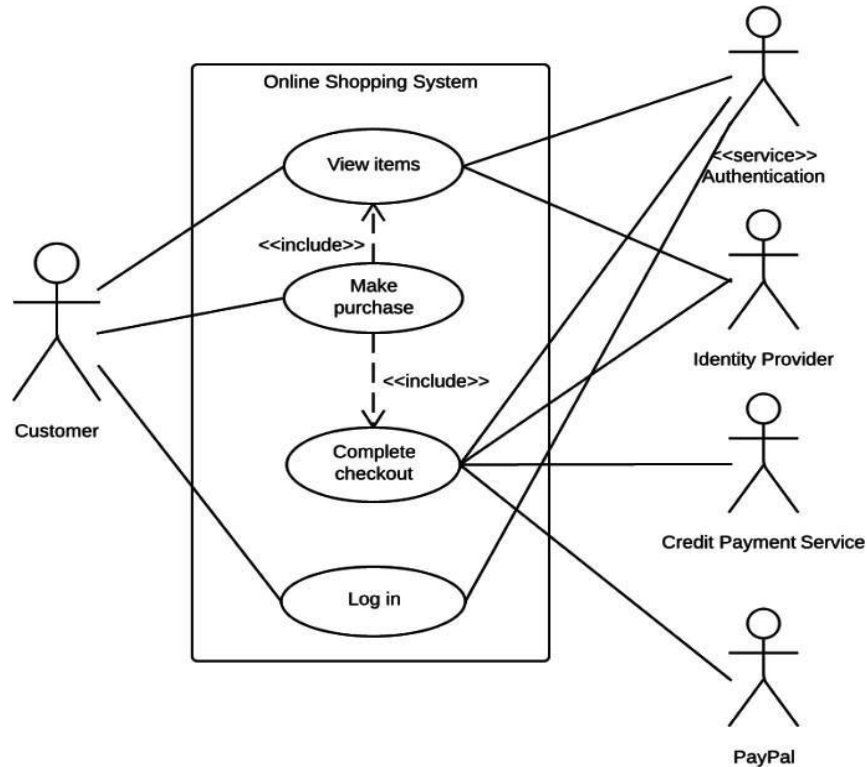 Online Shopping System
View items
<<service>>
Authentication
<<include>>
Make
purchase
Identity Provider
<<include>>
Customer
Complete
checkout
Credit Payment Service
Log in
PayPal